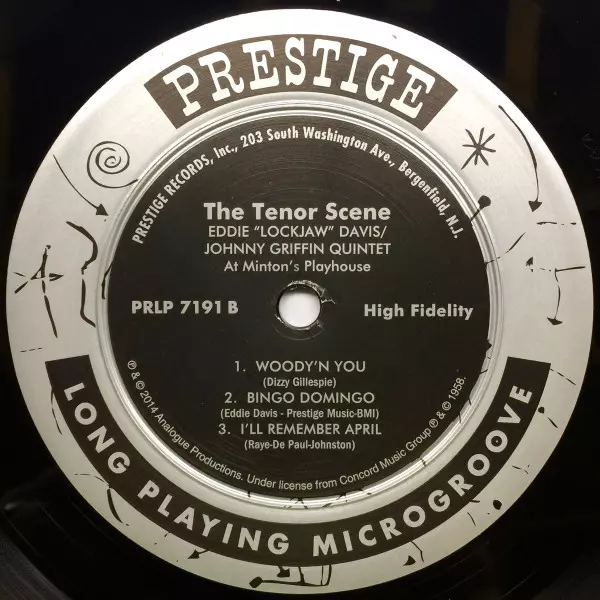 PRESTIGE
PRESTIGE RECORDS, Inc., 203 South Washington Ave., Bergenfield, N.J.
The Tenor Scene
EDDIE "LOCKJAW" DAVIS/
JOHNNY GRIFFIN QUINTET
At Minton's Playhouse
PRLP 7191 B
High Fidelity
1. WOODY'N YOU
(Dizzy Gillespie)
2. BINGO DOMINGO
(Eddie Davis - Prestige Music-BMI)
3. I'LL REMEMBER APRIL
(Raye-De Paul-Johnston)
℗ & © 2014 Analogue Productions. Under license from Concord Music Group ℗ & © 1958.
LONG PLAYING MICROGROOVE